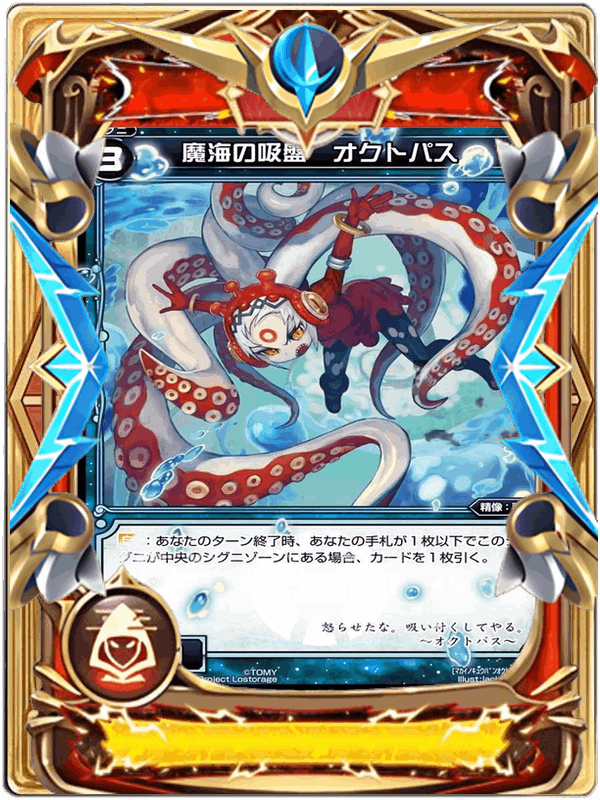 3
魔海の吸盤 オクトパス
精像:
:あなたのターン終了時、あなたの手札が1枚以下でこの
グニが中央のシグニゾーンにある場合、カードを1枚引く。
怒らせたな。吸い付くしてやる。
~オクトパス~
©TOMY
Project Lostorage
Illust: